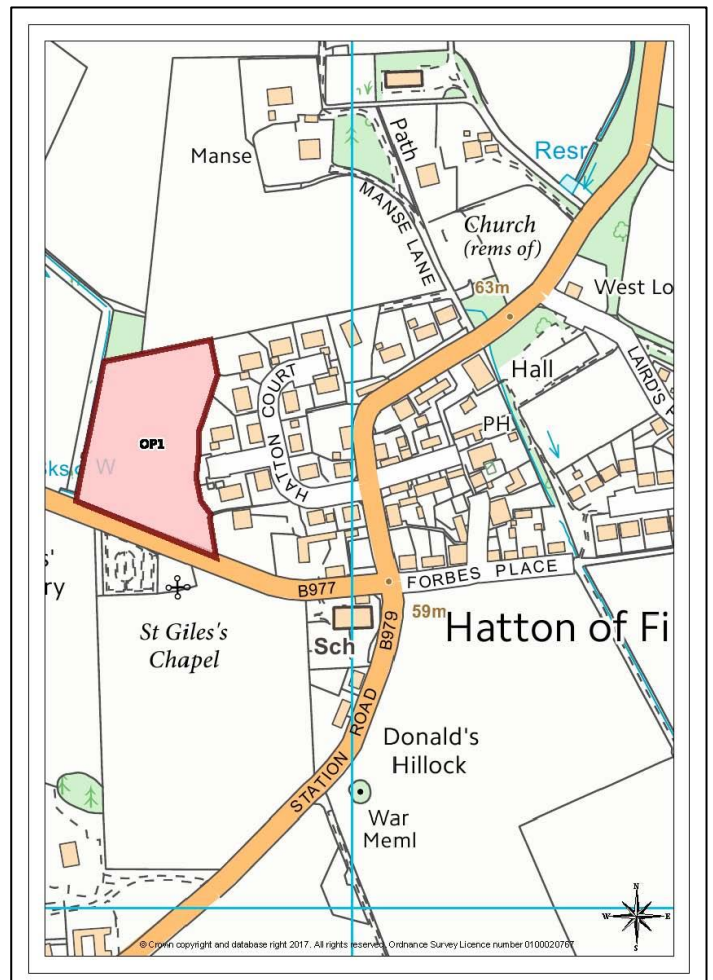 Manse
Path
Resr
MANSE LANE
Church
(rems of)
63m
West Lo
HATTON COURT
Hall
LAIRD'S
PH
OP1
W
B977
FORBES PLACE
St Giles's
Chapel
Sch
B979
59m
Hatton of Fi
STATION ROAD
Donald's
Hillock
War
Meml
N
W
E
S
© Crown copyright and database right 2017. All rights reserved. Ordnance Survey Licence number 0100020767